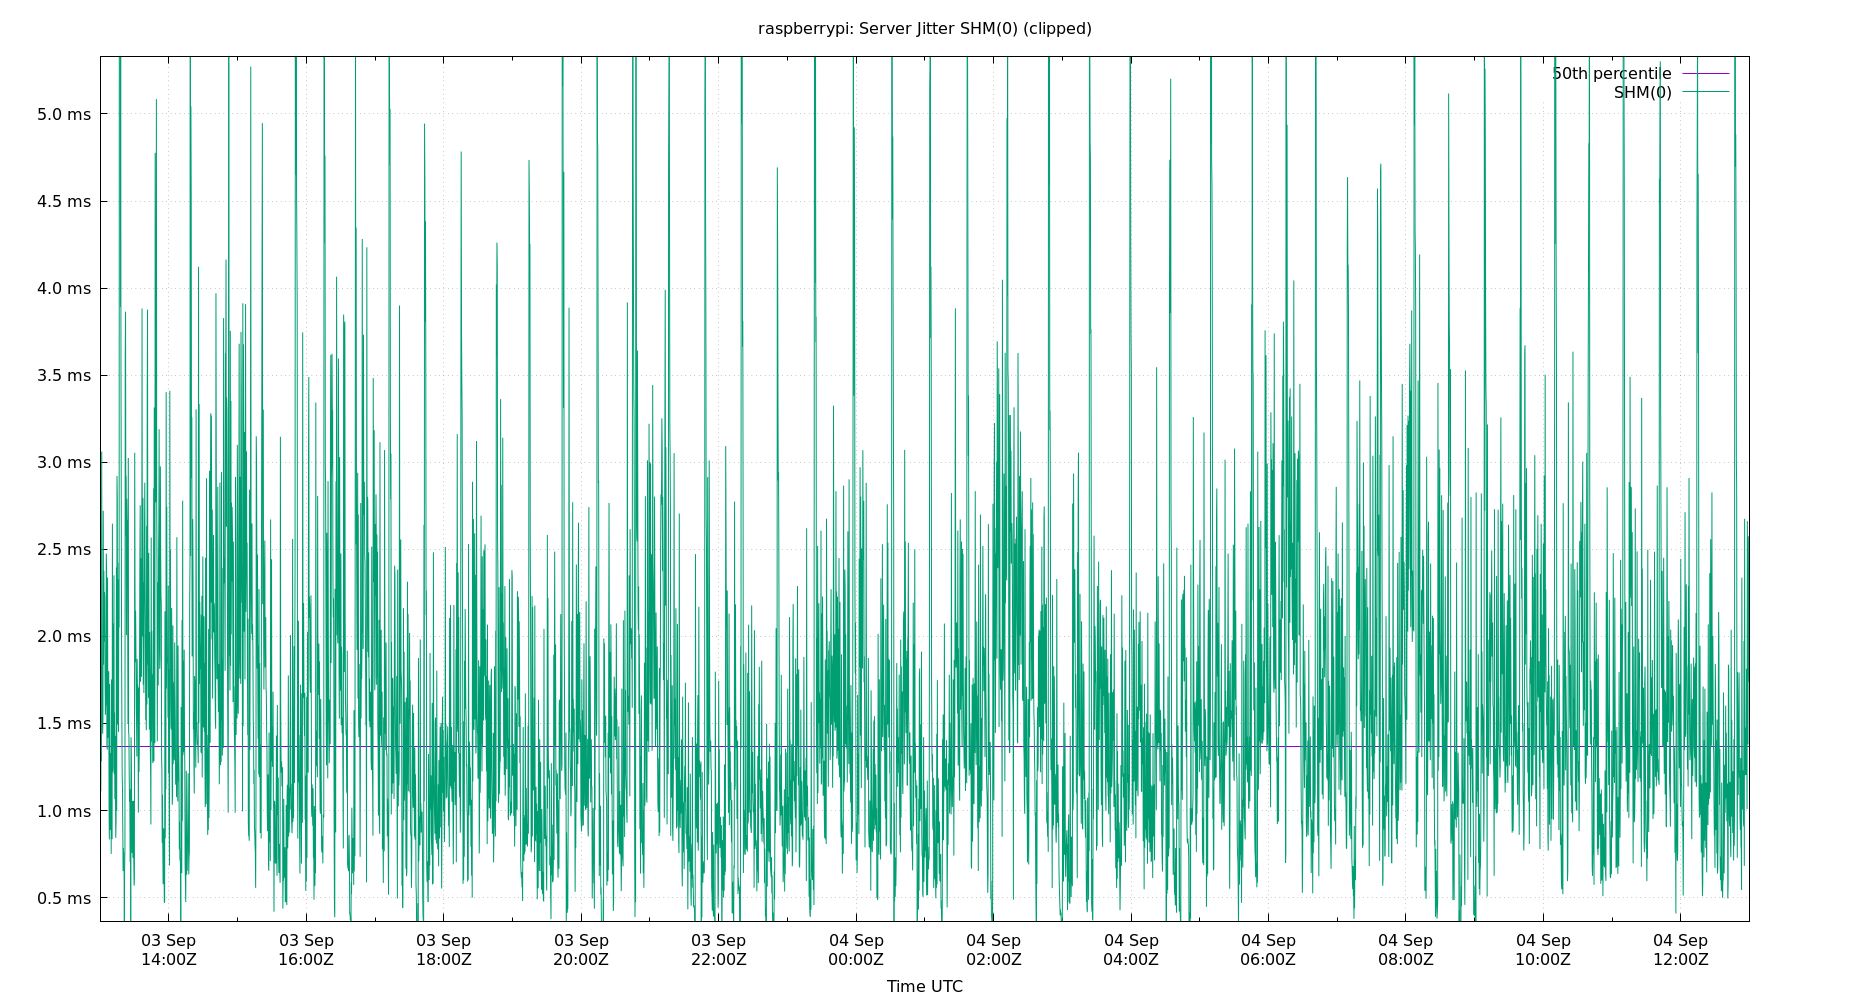 raspberrypi: Server Jitter SHM(0) (clipped)
50th percentile
SHM(0)
5.0 ms
4.5 ms
4.0 ms
3.5 ms
3.0 ms
2.5 ms
2.0 ms
1.5 ms
1.0 ms
0.5 ms
03 Sep 03 Sep 03 Sep 03 Sep 03 Sep 04 Sep 04 Sep 04 Sep 04 Sep 04 Sep 04 Sep 04 Sep
14:00Z 16:00Z 18:00Z 20:00Z 22:00Z 00:00Z 02:00Z 04:00Z 06:00Z 08:00Z 10:00Z 12:00Z
Time UTC